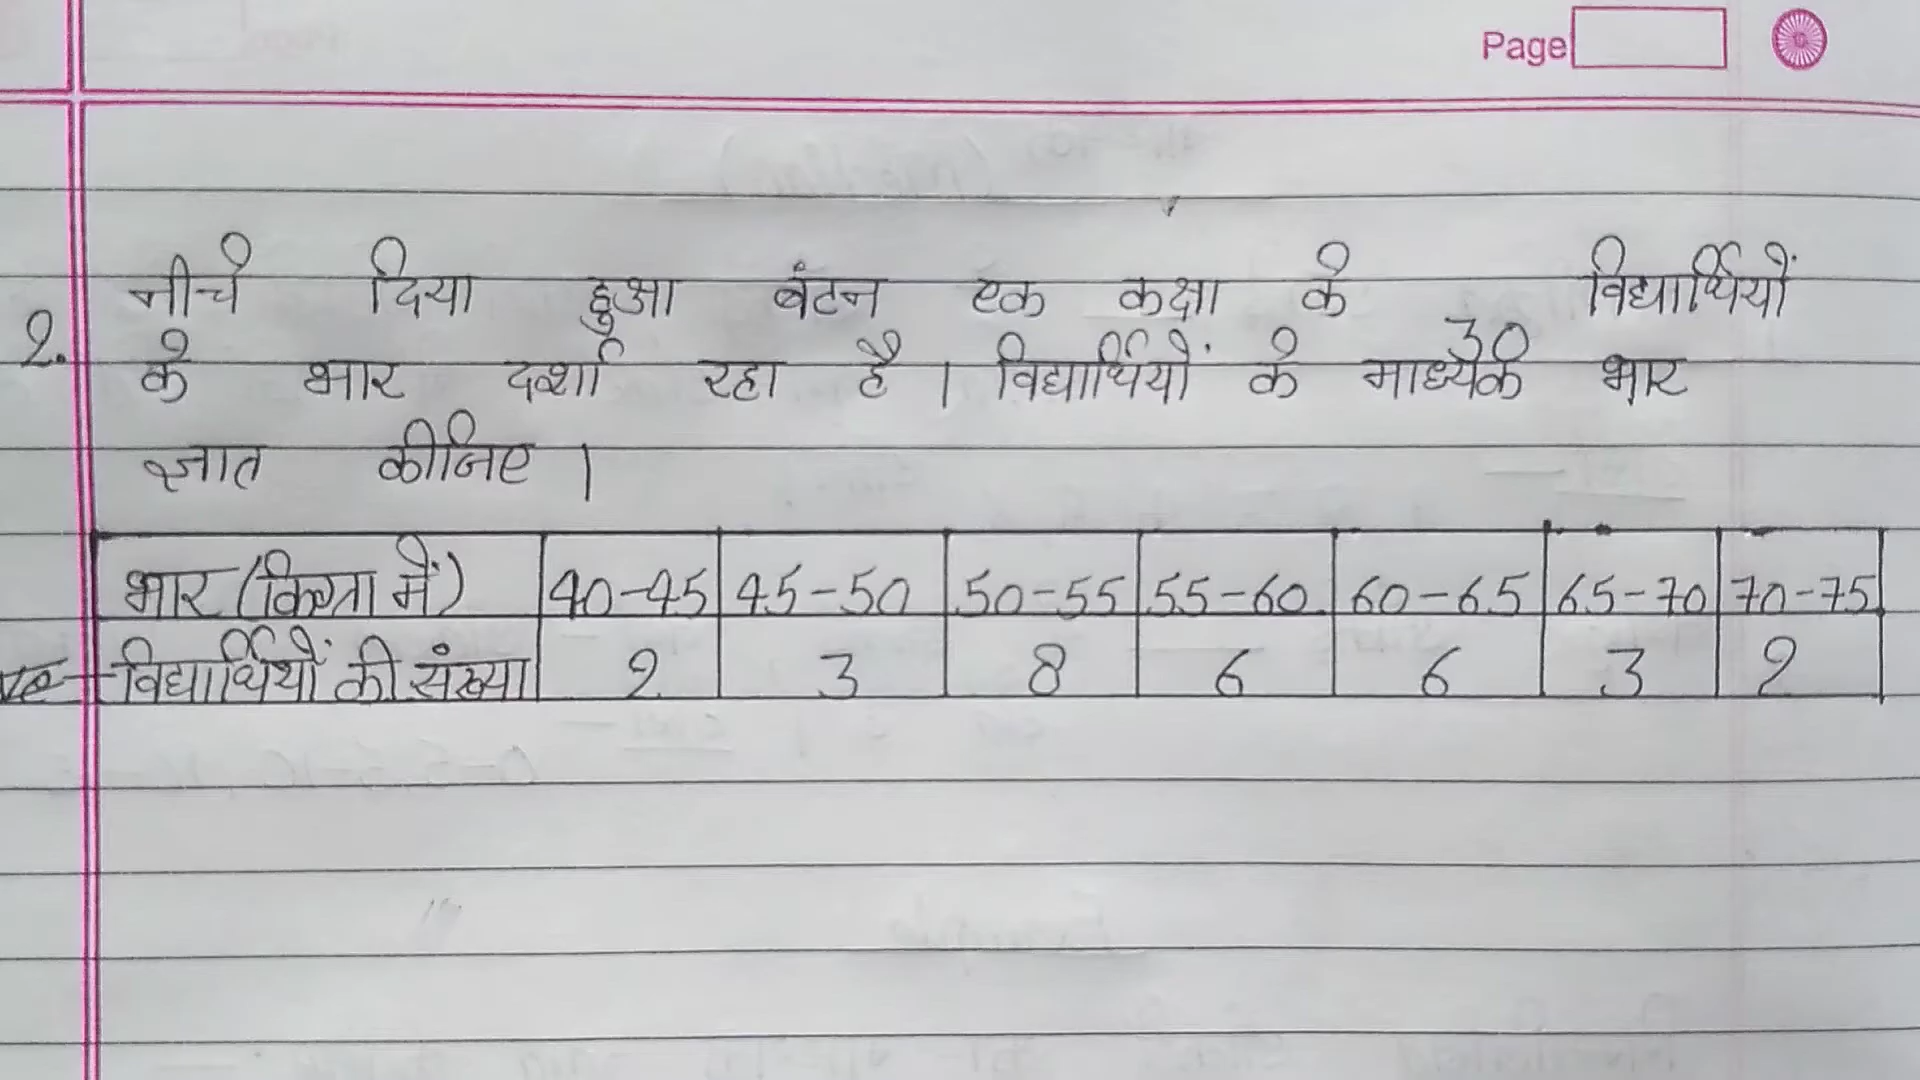 Page
नीचे दिया हुआ बंटन एक कक्षा के 30 विद्यार्थियों
2. के भार दर्शा रहा है । विद्यार्थियों के माध्यक भार
ज्ञात कीजिए ।
भार (किग्रा में) 40-45 45-50 50-55 55-60 60-65 65-70 70-75
विद्यार्थियों की संख्या 2 3 8 6 6 3 2